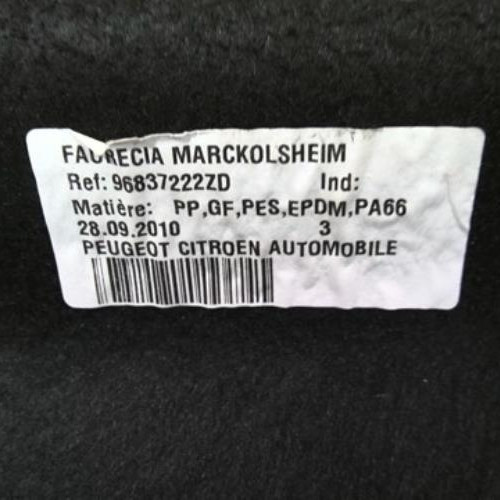 FAURECIA MARCKOLSHEIM
Ref: 96837222ZD Ind:
Matière: PP,GF,PES,EPDM,PA66
28.09.2010 3
PEUGEOT CITROEN AUTOMOBILE